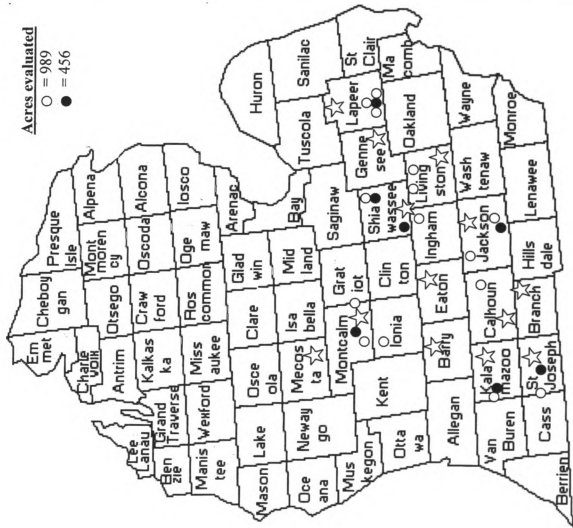 Acres evaluated
○ = 989
● = 456
Em
met
Cheboy
gan
Presque
Isle
Charle
voix
Antrim
Otsego
Mont
moren
cy
Alpena
Lee
Lanau
Grand
Traverse
Kalkas
ka
Craw
ford
Oscoda
Alcona
Ben
zie
Manis
tee
Wexford
Miss
aukee
Ros
common
Oge
maw
Iosco
Mason
Lake
Osce
ola
Clare
Glad
win
Arenac
Oce
ana
Neway
go
Mecos
ta
Isa
bella
Mid
land
Bay
Huron
Mus
kegon
Montcalm
Grat
iot
Saginaw
Tuscola
Sanilac
Otta
wa
Kent
Ionia
Clin
ton
Shia
wassee
Genne
see
Lapeer
St
Clair
Allegan
Barry
Eaton
Ingham
Living
ston
Oakland
Ma
comb
Van
Buren
Kala
mazoo
Calhoun
Jackson
Wash
tenaw
Wayne
Berrien
Cass
St
Joseph
Branch
Hills
dale
Lenawee
Monroe